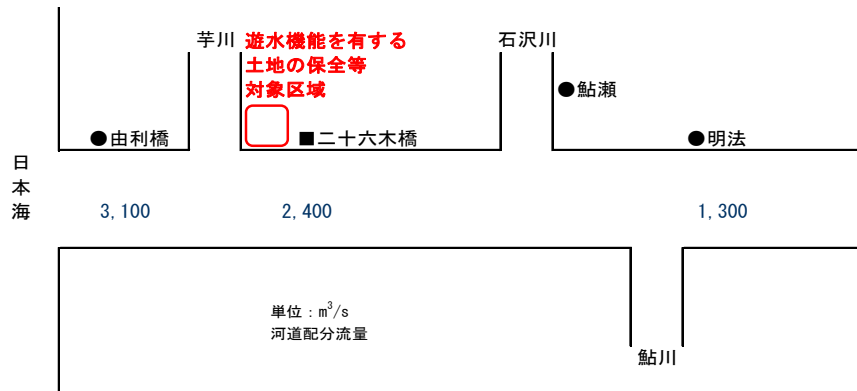 芋川
遊水機能を有する
土地の保全等
対象区域
石沢川
●鮎瀬
●由利橋
■二十六木橋
●明法
日本海
3,100
2,400
1,300
単位：m³/s
河道配分流量
鮎川